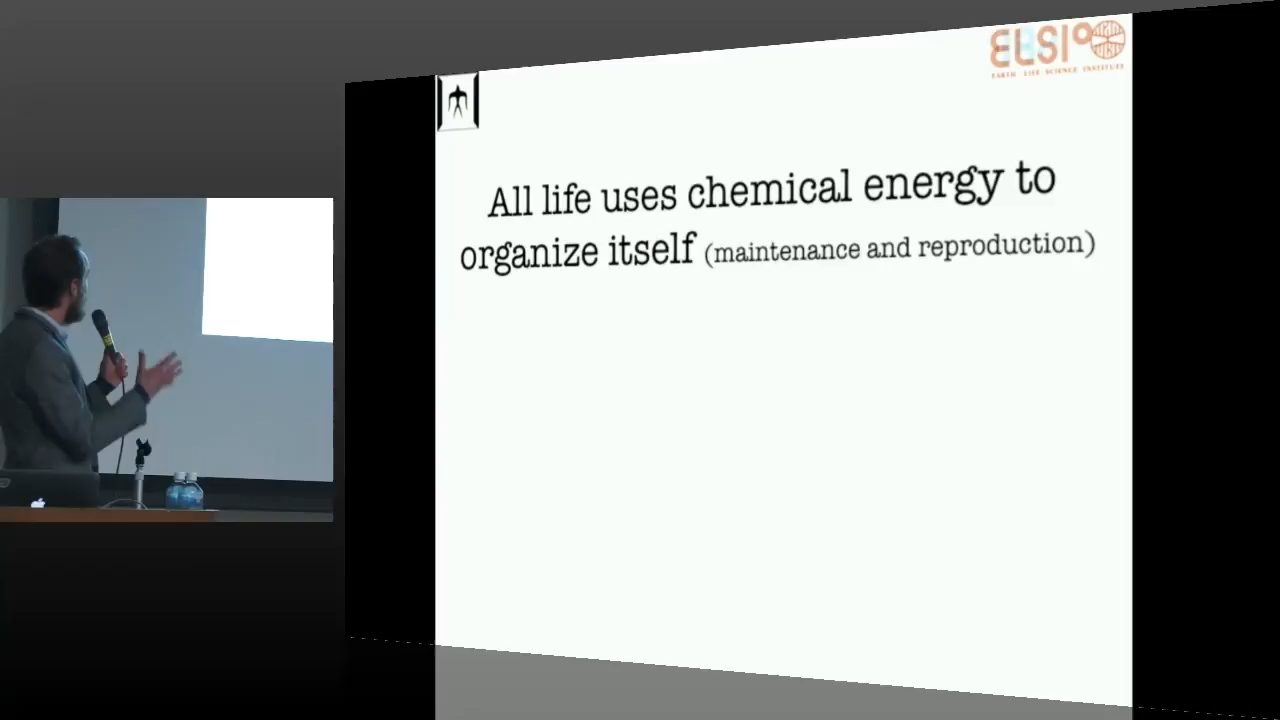 ELSI
EARTH LIFE SCIENCE INSTITUTE
All life uses chemical energy to
organize itself (maintenance and reproduction)